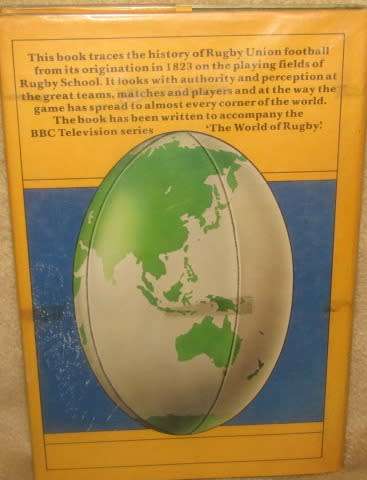 This book traces the history of Rugby Union football
from its origination in 1823 on the playing fields of
Rugby School. It looks with authority and perception at
the great teams, matches and players and at the way the
game has spread to almost every corner of the world.
The book has been written to accompany the
BBC Television series 'The World of Rugby.'